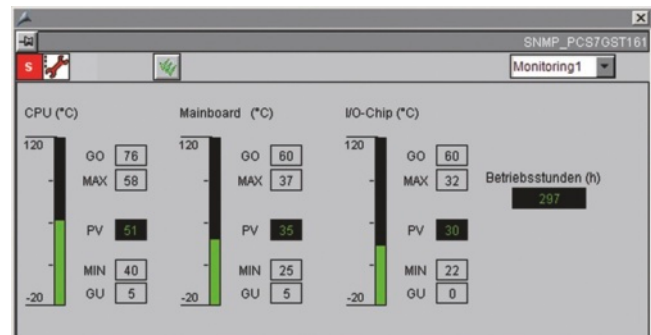 SNMP_PCS7GST161
S
Monitoring1
CPU (°C)
120
GO 76
MAX 58
PV 51
MIN 40
GU 5
-20
Mainboard (°C)
120
GO 60
MAX 37
PV 35
MIN 25
GU 5
-20
I/O-Chip (°C)
120
GO 60
MAX 32
PV 30
MIN 22
GU 0
-20
Betriebsstunden (h)
297